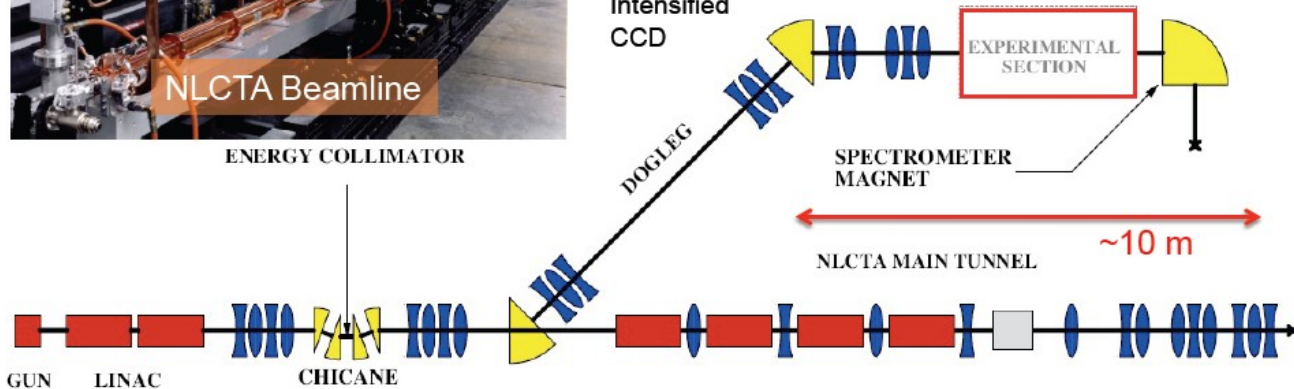 Intensified
CCD
NLCTA Beamline
EXPERIMENTAL
SECTION
ENERGY COLLIMATOR
DOGLEG
SPECTROMETER
MAGNET
~10 m
NLCTA MAIN TUNNEL
GUN
LINAC
CHICANE